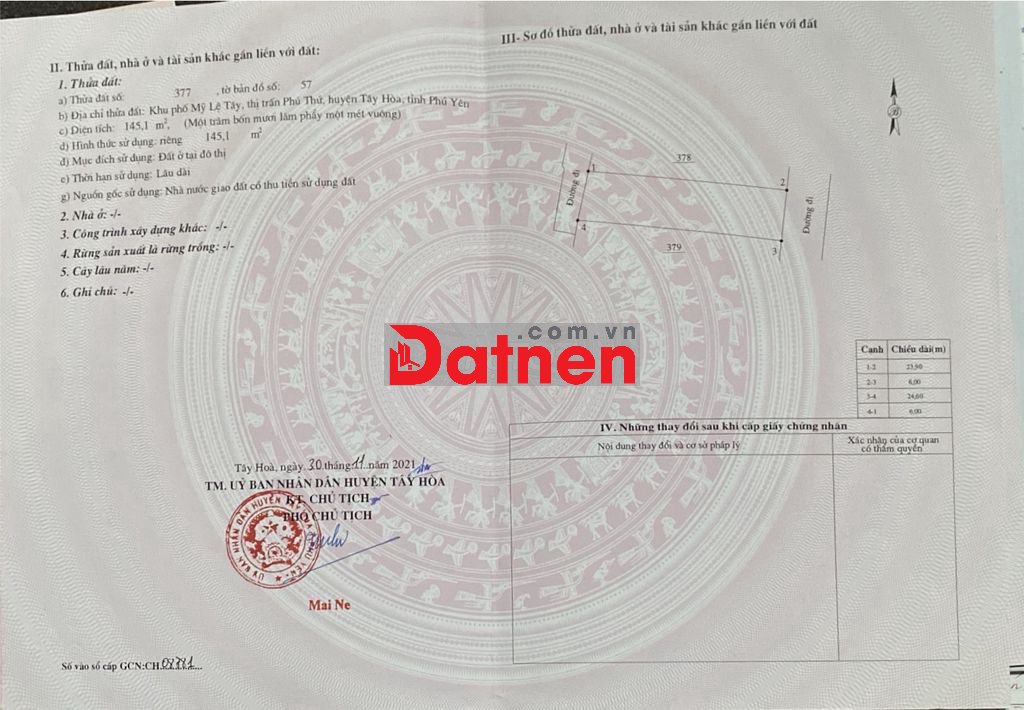 II. Thửa đất, nhà ở và tài sản khác gắn liền với đất:
1. Thửa đất:
a) Thửa đất số: 377 , tờ bản đồ số: 57
b) Địa chỉ thửa đất: Khu phố Mỹ Lệ Tây, thị trấn Phú Thứ, huyện Tây Hòa, tỉnh Phú Yên
c) Diện tích: 145,1 m², (Một trăm bốn mươi lăm phẩy một mét vuông)
d) Hình thức sử dụng: riêng 145,1 m²
đ) Mục đích sử dụng: Đất ở tại đô thị
e) Thời hạn sử dụng: Lâu dài
g) Nguồn gốc sử dụng: Nhà nước giao đất có thu tiền sử dụng đất
2. Nhà ở: -/-
3. Công trình xây dựng khác: -/-
4. Rừng sản xuất là rừng trồng: -/-
5. Cây lâu năm: -/-
6. Ghi chú: -/-
Tây Hoà, ngày 30 tháng 11 năm 2021
TM. UỶ BAN NHÂN DÂN HUYỆN TÂY HÒA
KT. CHỦ TỊCH
PHÓ CHỦ TỊCH
Mai Ne
Số vào sổ cấp GCN:CH
III- Sơ đồ thửa đất, nhà ở và tài sản khác gắn liền với đất
B
378
1
2
Đường đi
Đường đi
4
3
379
Datnen
.com.vn
Cạnh Chiều dài(m)
1-2 23,90
2-3 6,00
3-4 24,00
4-1 6,00
IV. Những thay đổi sau khi cấp giấy chứng nhận
Nội dung thay đổi và cơ sở pháp lý
Xác nhận của cơ quan
có thẩm quyền